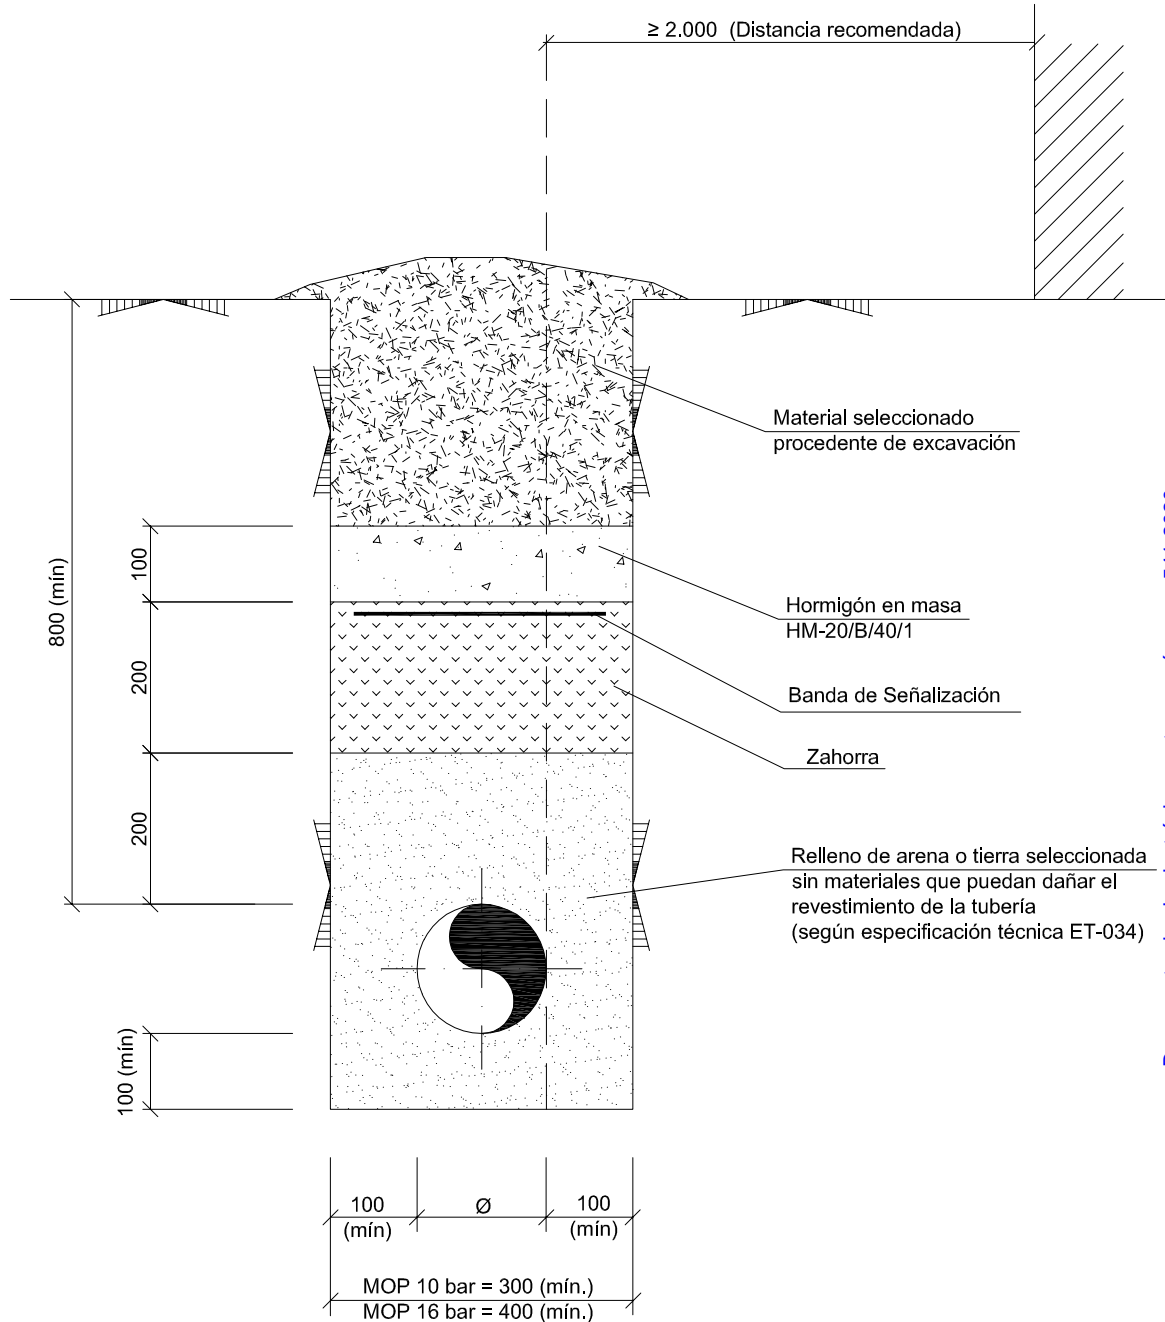 ≥ 2.000 (Distancia recomendada)
Material seleccionado
procedente de excavación
800 (mín)
100
200
200
100 (mín)
Hormigón en masa
HM-20/B/40/1
Banda de Señalización
Zahorra
Relleno de arena o tierra seleccionada
sin materiales que puedan dañar el
revestimiento de la tubería
(según especificación técnica ET-034)
100
(mín)
Ø
100
(mín)
MOP 10 bar = 300 (mín.)
MOP 16 bar = 400 (mín.)